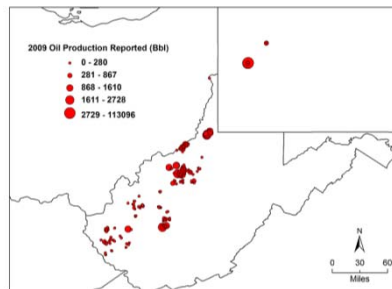 2009 Oil Production Reported (Bbl)
0 - 280
281 - 867
868 - 1610
1611 - 2728
2729 - 113096
N
0 30 60
Miles